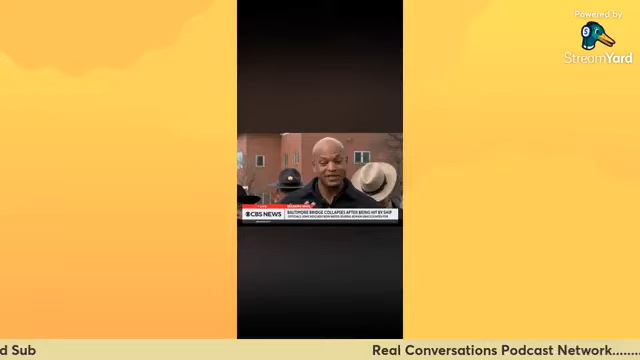 Powered by
StreamYard
CBS NEWS
BALTIMORE BRIDGE COLLAPSES AFTER BEING HIT BY SHIP
d Sub
Real Conversations Podcast Network........